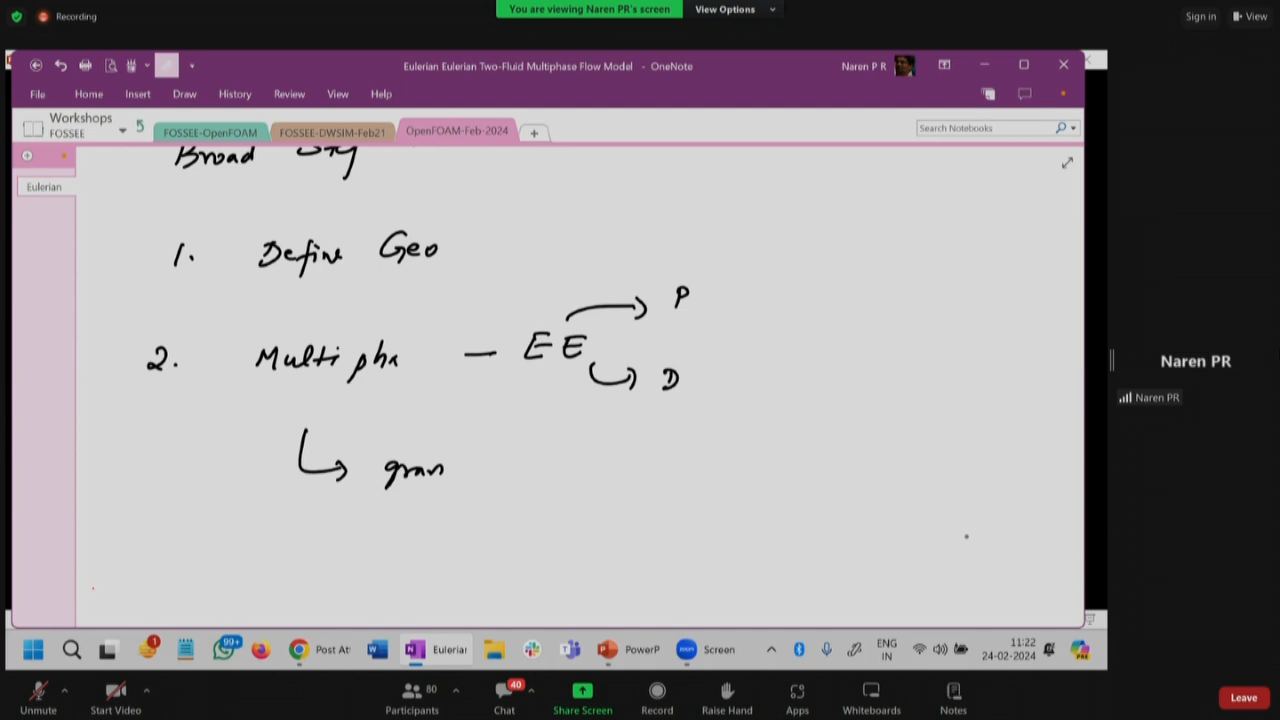 Recording
You are viewing Naren PR's screen View Options
Sign in View
Eulerian Eulerian Two-Fluid Multiphase Flow Model - OneNote
Naren P R
File Home Insert Draw History Review View Help
Workshops
FOSSEE
FOSSEE-OpenFOAM FOSSEE-DWSIM-Feb21 OpenFOAM-Feb-2024
Search Notebooks
Eulerian
Broad
1. Define Geo
2. Multipha — EE
P
D
gran
Naren PR
Naren PR
1
99+
Post At
Eulerian
PowerP
Screen
ENG
IN
11:22
24-02-2024
Unmute
Start Video
80
Participants
40
Chat
Share Screen
Record
Raise Hand
Apps
Whiteboards
Notes
Leave